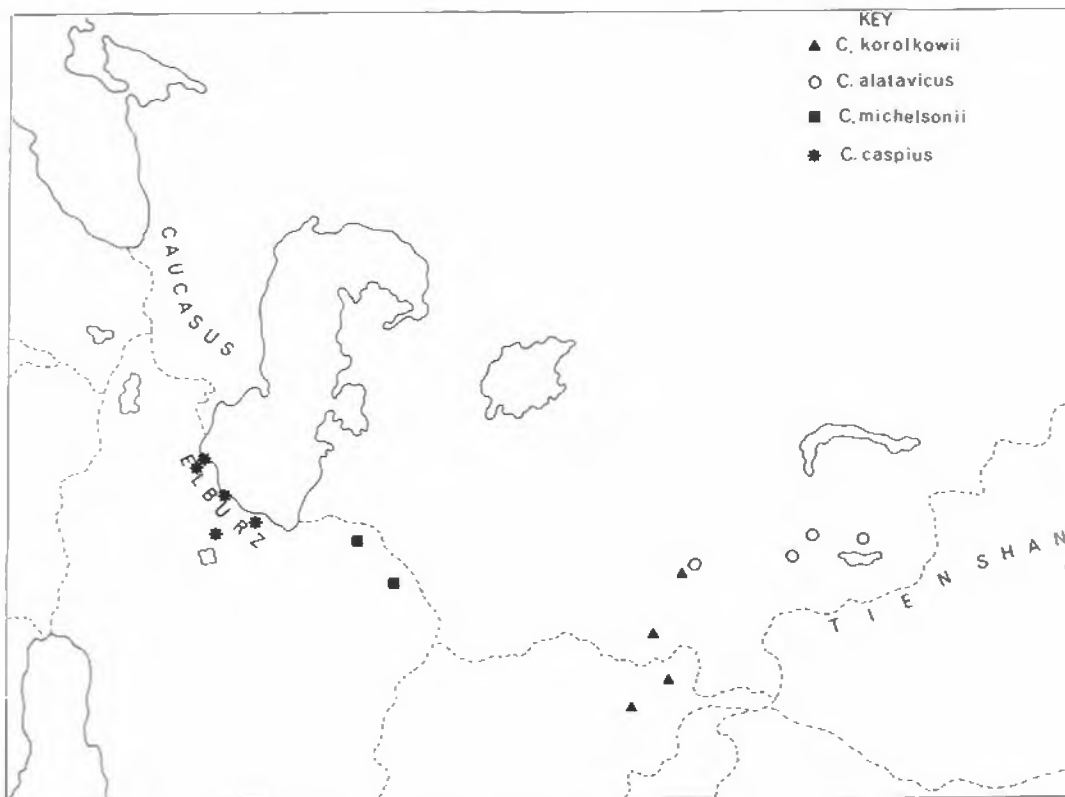 KEY
C. korolkowii
C. alatavicus
C. michelsonii
C. caspius
CAUCASUS
ELBURZ
TIEN SHAN